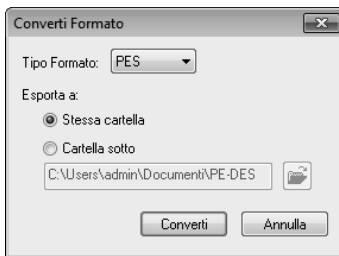 Converti Formato
Tipo Formato: PES
Esporta a:
Stessa cartella
Cartella sotto
C:\Users\admin\Documenti\PE-DES
Converti Annulla